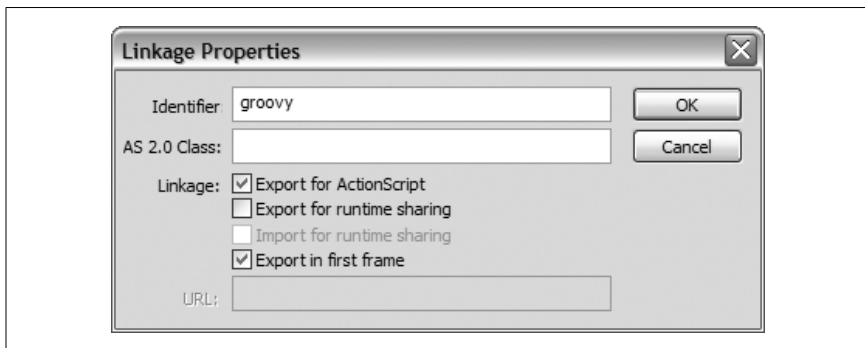 Linkage Properties
Identifier groovy OK
AS 2.0 Class: Cancel
Linkage: Export for ActionScript
Export for runtime sharing
Import for runtime sharing
Export in first frame
URL: